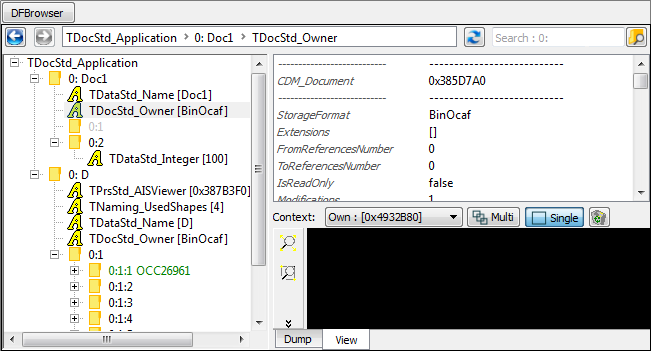 DFBrowser
TDocStd_Application > 0: Doc1 > TDocStd_Owner
Search : 0:
TDocStd_Application
0: Doc1
TDataStd_Name [Doc1]
TDocStd_Owner [BinOcaf]
0:1
0:2
TDataStd_Integer [100]
0: D
TPrsStd_AISViewer [0x387B3F0]
TNaming_UsedShapes [4]
TDataStd_Name [D]
TDocStd_Owner [BinOcaf]
0:1
0:1:1 OCC26961
0:1:2
0:1:3
0:1:4
CDM_Document 0x385D7A0
StorageFormat BinOcaf
Extensions []
FromReferencesNumber 0
ToReferencesNumber 0
IsReadOnly false
Modifications 1
Context: Own : [0x4932B80] Multi Single
Dump View